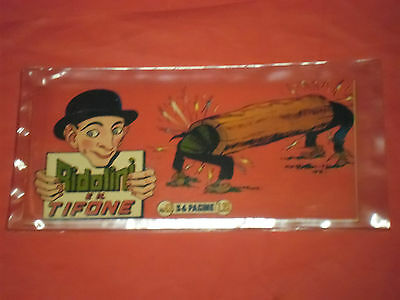 Ridolini
E IL
TIFONE
36 PAGINE